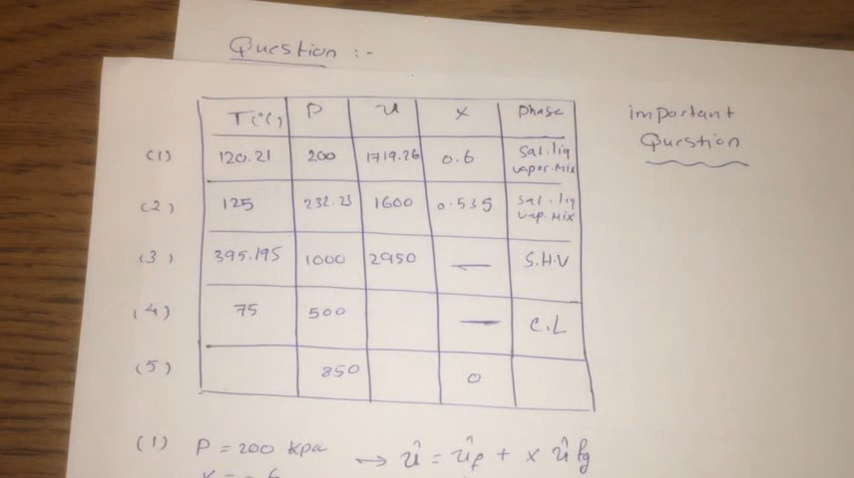 Question :-
important
Question
T(°C) P u x phase
(1) 120.21 200 1719.26 0.6 Sat.liq
vapor.Mix
(2) 125 232.23 1600 0.535 Sat.liq
vap.Mix
(3) 395.195 1000 2950 — S.H.V
(4) 75 500 — C.L
(5) 850 0
(1) P = 200 kpa → û = ûf + x ûfg